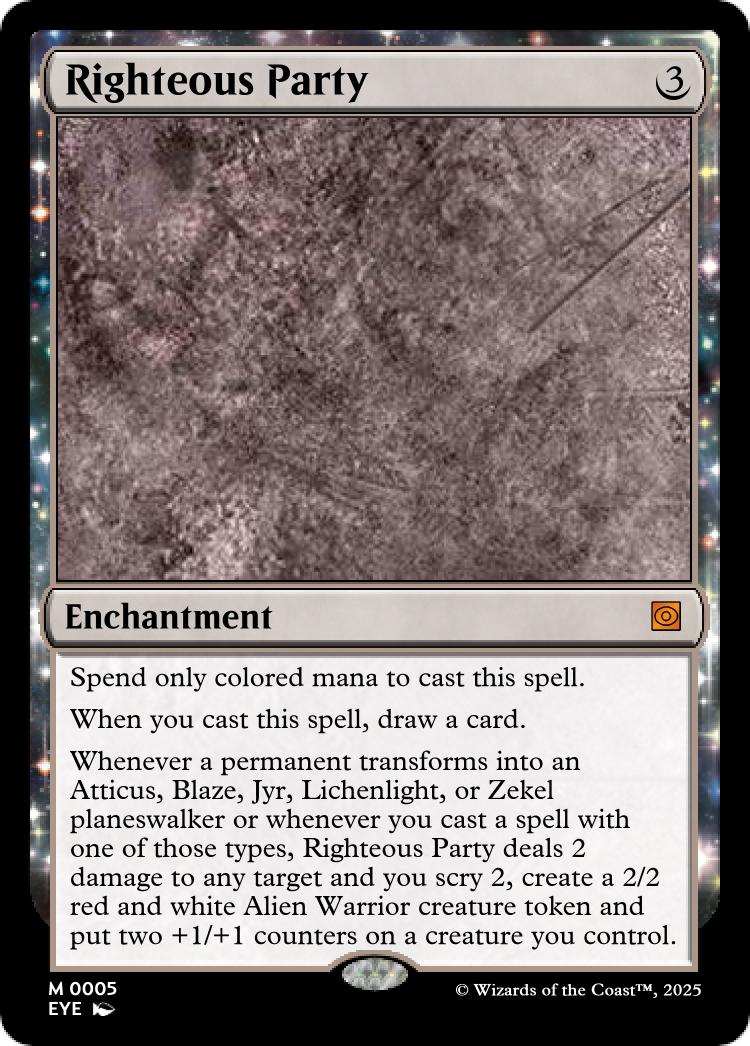 Righteous Party 3
Enchantment
Spend only colored mana to cast this spell.
When you cast this spell, draw a card.
Whenever a permanent transforms into an
Atticus, Blaze, Jyr, Lichenlight, or Zekel
planeswalker or whenever you cast a spell with
one of those types, Righteous Party deals 2
damage to any target and you scry 2, create a 2/2
red and white Alien Warrior creature token and
put two +1/+1 counters on a creature you control.
M 0005
EYE
© Wizards of the Coast™, 2025